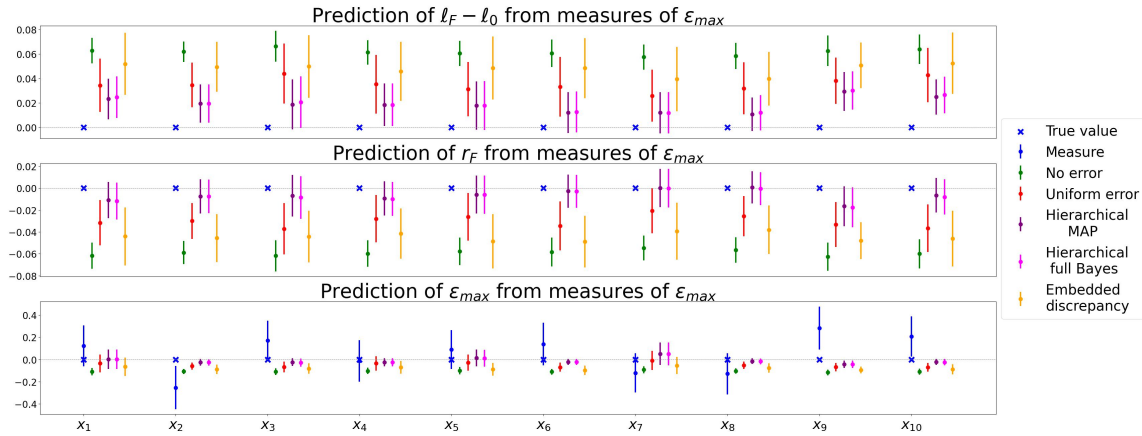 Prediction of ℓ_F − ℓ_0 from measures of ε_max
0.08
0.06
0.04
0.02
0.00
Prediction of r_F from measures of ε_max
0.02
0.00
−0.02
−0.04
−0.06
−0.08
Prediction of ε_max from measures of ε_max
0.4
0.2
0.0
−0.2
−0.4
x_1 x_2 x_3 x_4 x_5 x_6 x_7 x_8 x_9 x_10
True value
Measure
No error
Uniform error
Hierarchical
MAP
Hierarchical
full Bayes
Embedded
discrepancy